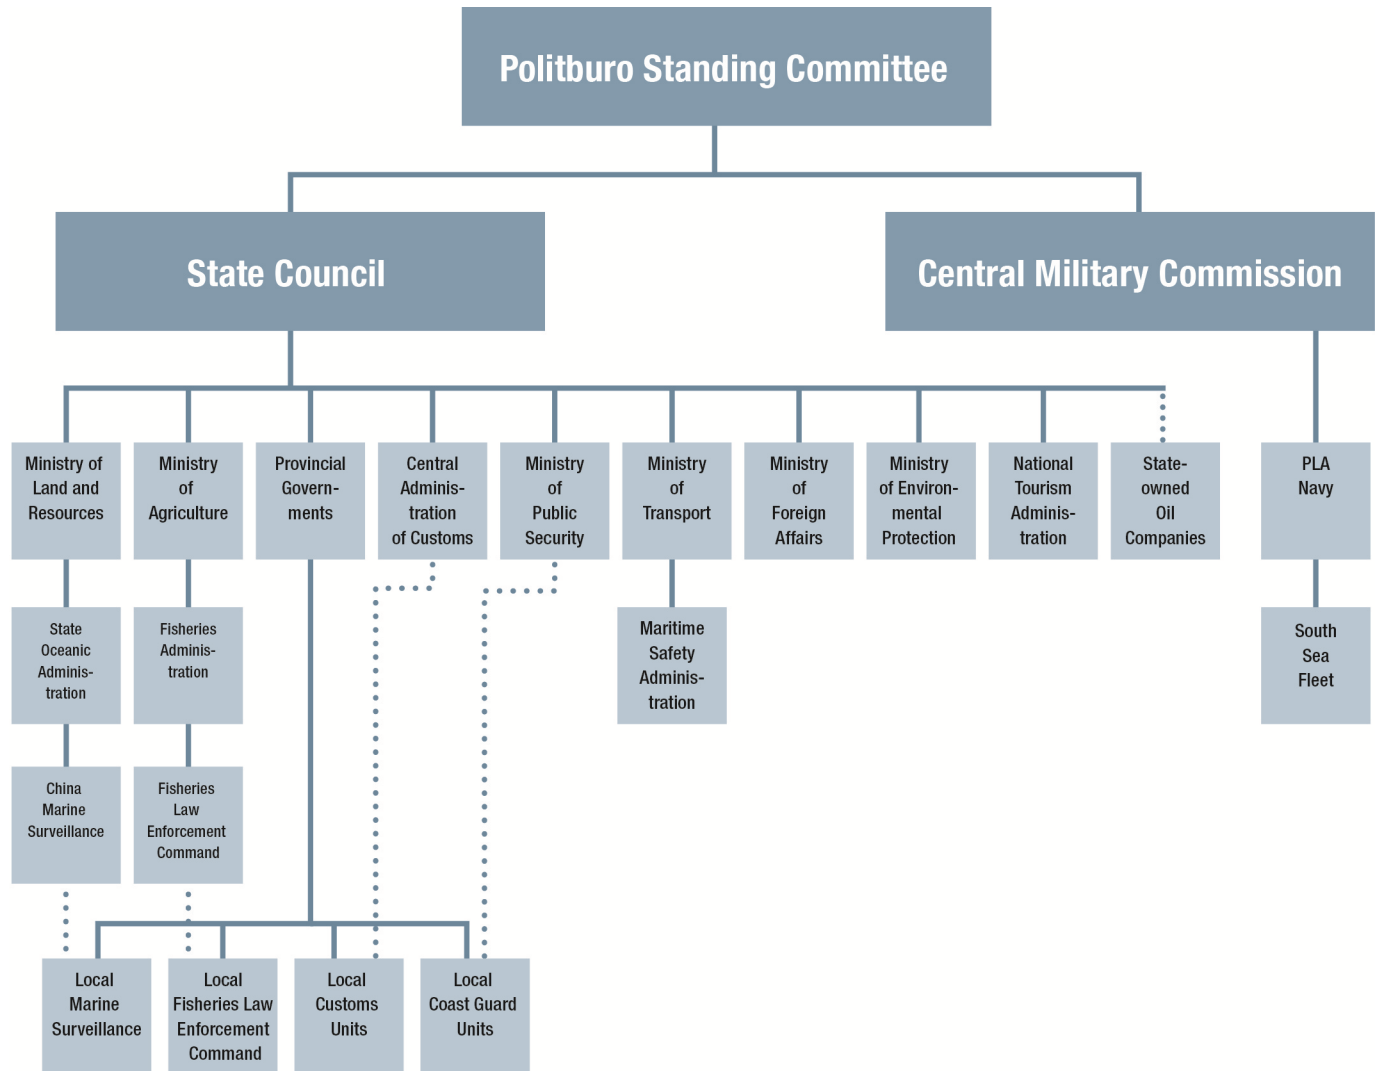 Politburo Standing Committee
State Council
Central Military Commission
Ministry of
Land and
Resources
Ministry
of
Agriculture
Provincial
Govern-
ments
Central
Adminis-
tration
of Customs
Ministry
of
Public
Security
Ministry
of
Transport
Ministry
of
Foreign
Affairs
Ministry
of Environ-
mental
Protection
National
Tourism
Adminis-
tration
State-
owned
Oil
Companies
PLA
Navy
State
Oceanic
Adminis-
tration
Fisheries
Adminis-
tration
Maritime
Safety
Adminis-
tration
South
Sea
Fleet
China
Marine
Surveillance
Fisheries
Law
Enforcement
Command
Local
Marine
Surveillance
Local
Fisheries Law
Enforcement
Command
Local
Customs
Units
Local
Coast Guard
Units